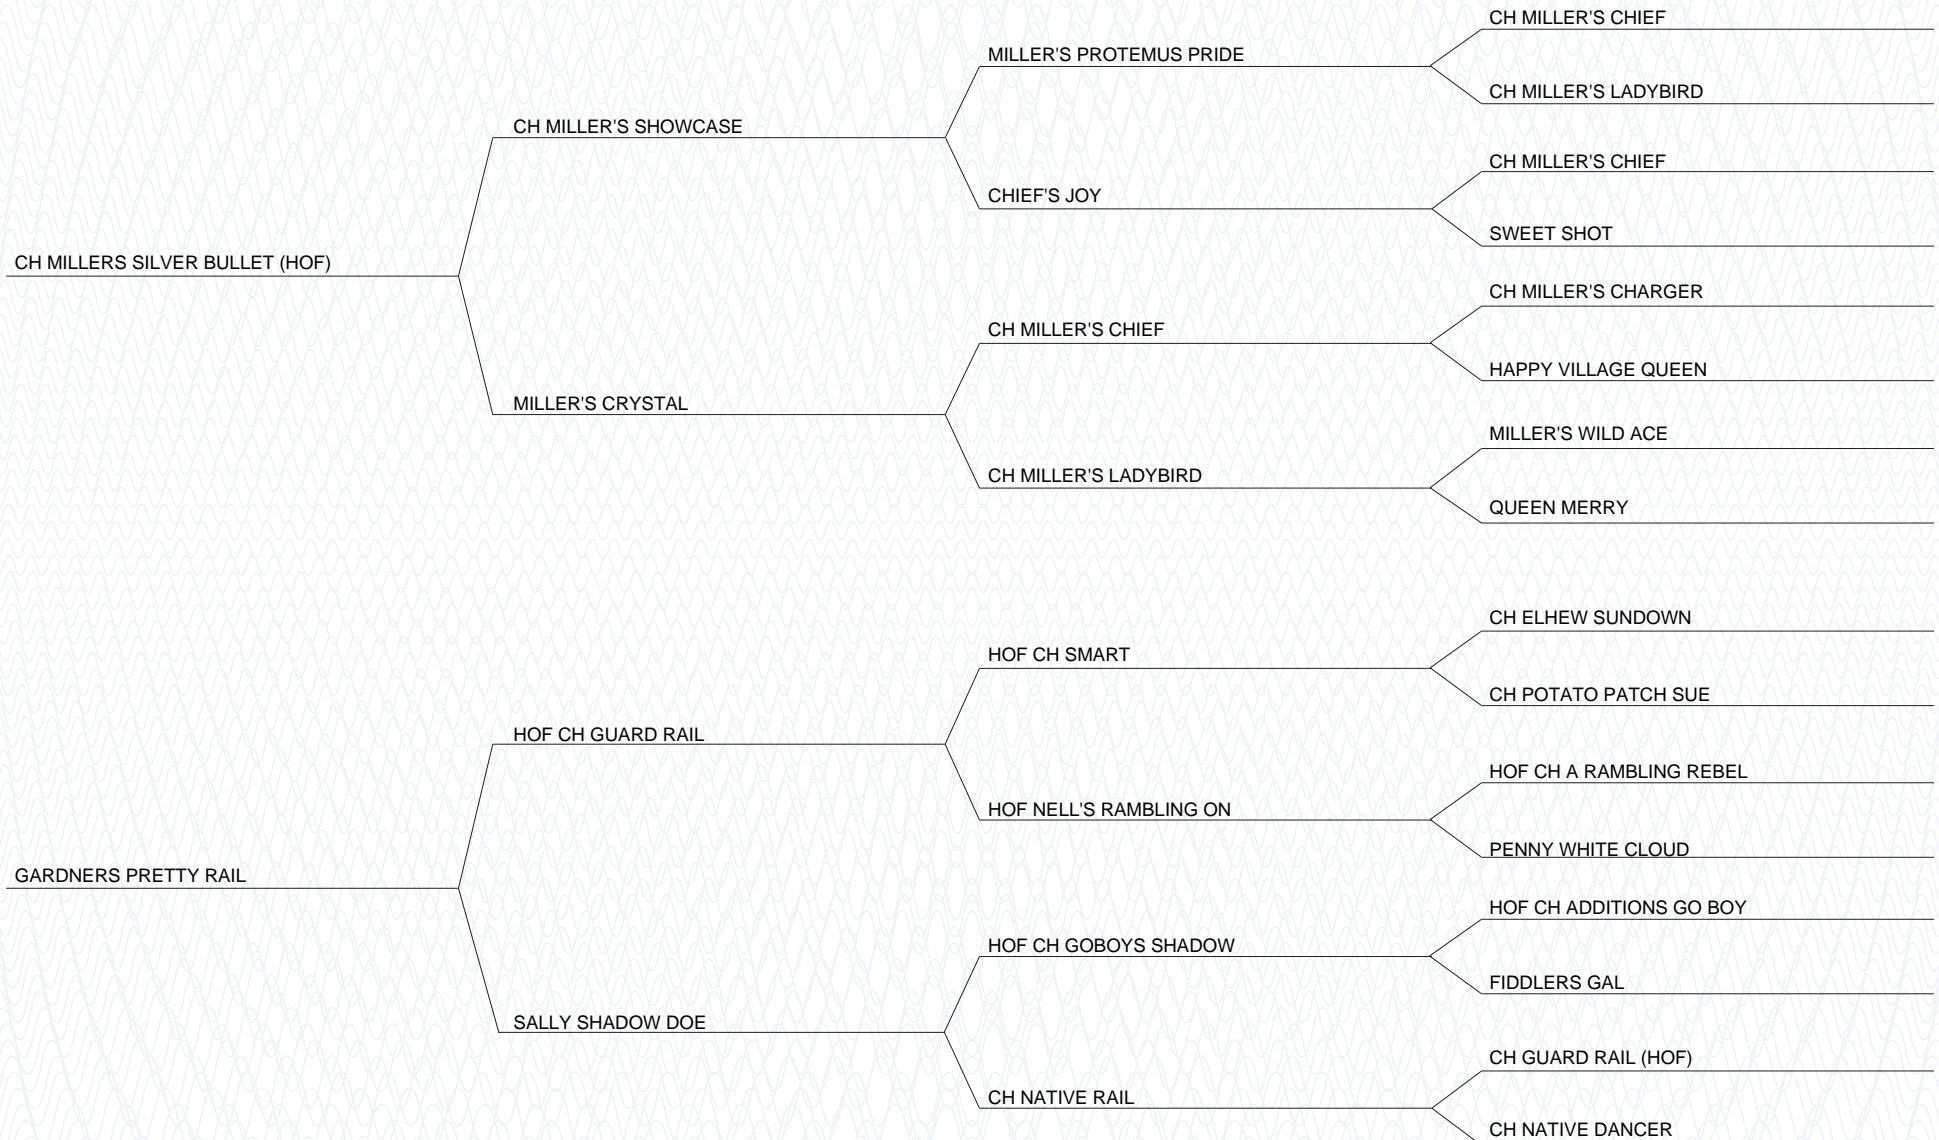 CH MILLER'S CHIEF
MILLER'S PROTEMUS PRIDE
CH MILLER'S LADYBIRD
CH MILLER'S SHOWCASE
CH MILLER'S CHIEF
CHIEF'S JOY
SWEET SHOT
CH MILLERS SILVER BULLET (HOF)
CH MILLER'S CHARGER
CH MILLER'S CHIEF
HAPPY VILLAGE QUEEN
MILLER'S CRYSTAL
MILLER'S WILD ACE
CH MILLER'S LADYBIRD
QUEEN MERRY
CH ELHEW SUNDOWN
HOF CH SMART
CH POTATO PATCH SUE
HOF CH GUARD RAIL
HOF CH A RAMBLING REBEL
HOF NELL'S RAMBLING ON
PENNY WHITE CLOUD
GARDNERS PRETTY RAIL
HOF CH ADDITIONS GO BOY
HOF CH GOBOYS SHADOW
FIDDLERS GAL
SALLY SHADOW DOE
CH GUARD RAIL (HOF)
CH NATIVE RAIL
CH NATIVE DANCER